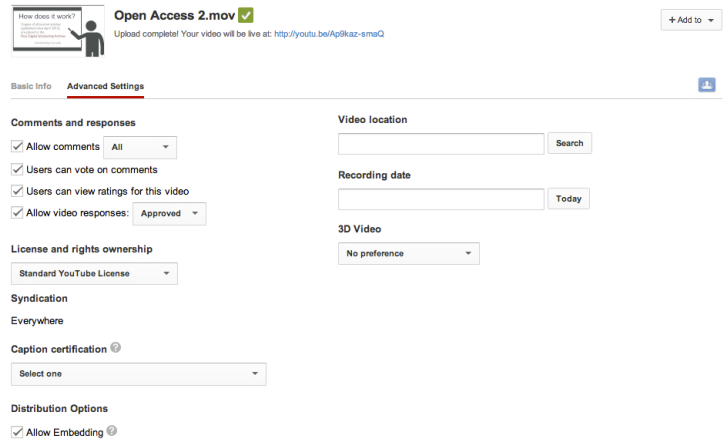 How does it work?
Open Access 2.mov
Upload complete! Your video will be live at: http://youtu.be/Ap9kaz-smaQ
+ Add to
Basic Info
Advanced Settings
Comments and responses
Allow comments
All
Users can vote on comments
Users can view ratings for this video
Allow video responses:
Approved
License and rights ownership
Standard YouTube License
Syndication
Everywhere
Caption certification ?
Select one
Distribution Options
Allow Embedding ?
Video location
Search
Recording date
Today
3D Video
No preference